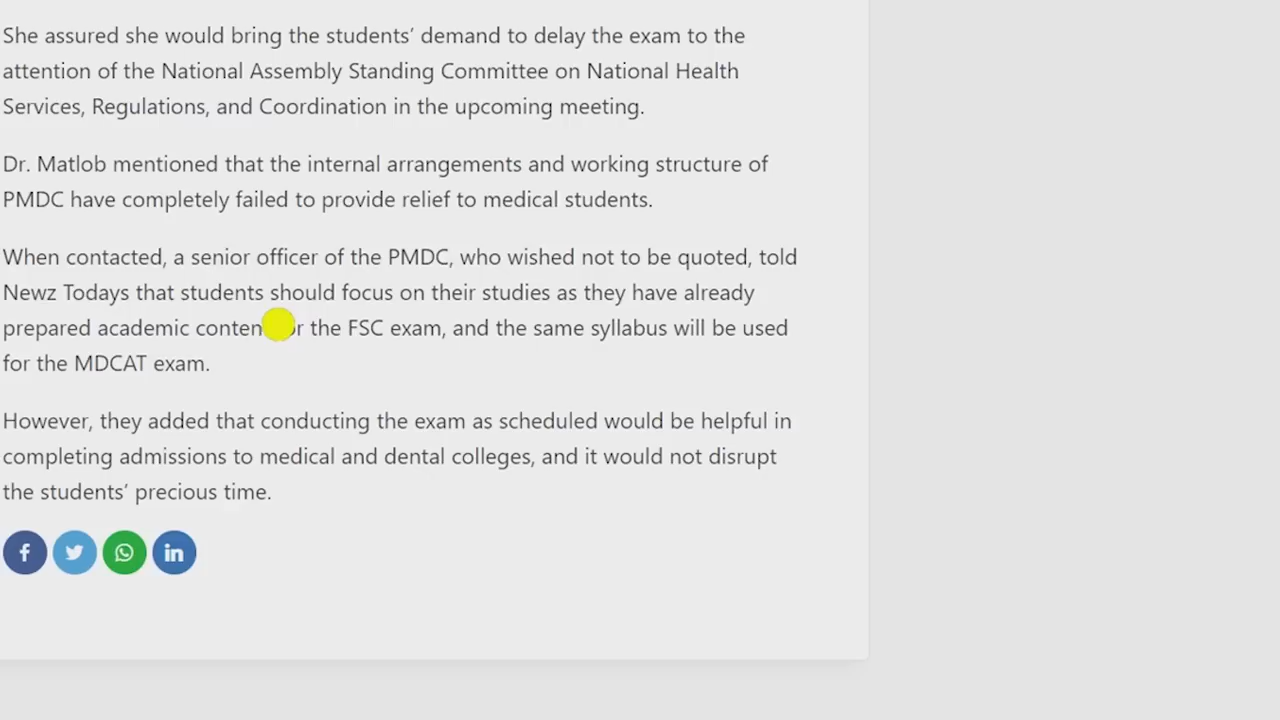 She assured she would bring the students’ demand to delay the exam to the
attention of the National Assembly Standing Committee on National Health
Services, Regulations, and Coordination in the upcoming meeting.
Dr. Matlob mentioned that the internal arrangements and working structure of
PMDC have completely failed to provide relief to medical students.
When contacted, a senior officer of the PMDC, who wished not to be quoted, told
Newz Todays that students should focus on their studies as they have already
prepared academic the FSC exam, and the same syllabus will be used
for the MDCAT exam.
However, they added that conducting the exam as scheduled would be helpful in
completing admissions to medical and dental colleges, and it would not disrupt
the students’ precious time.